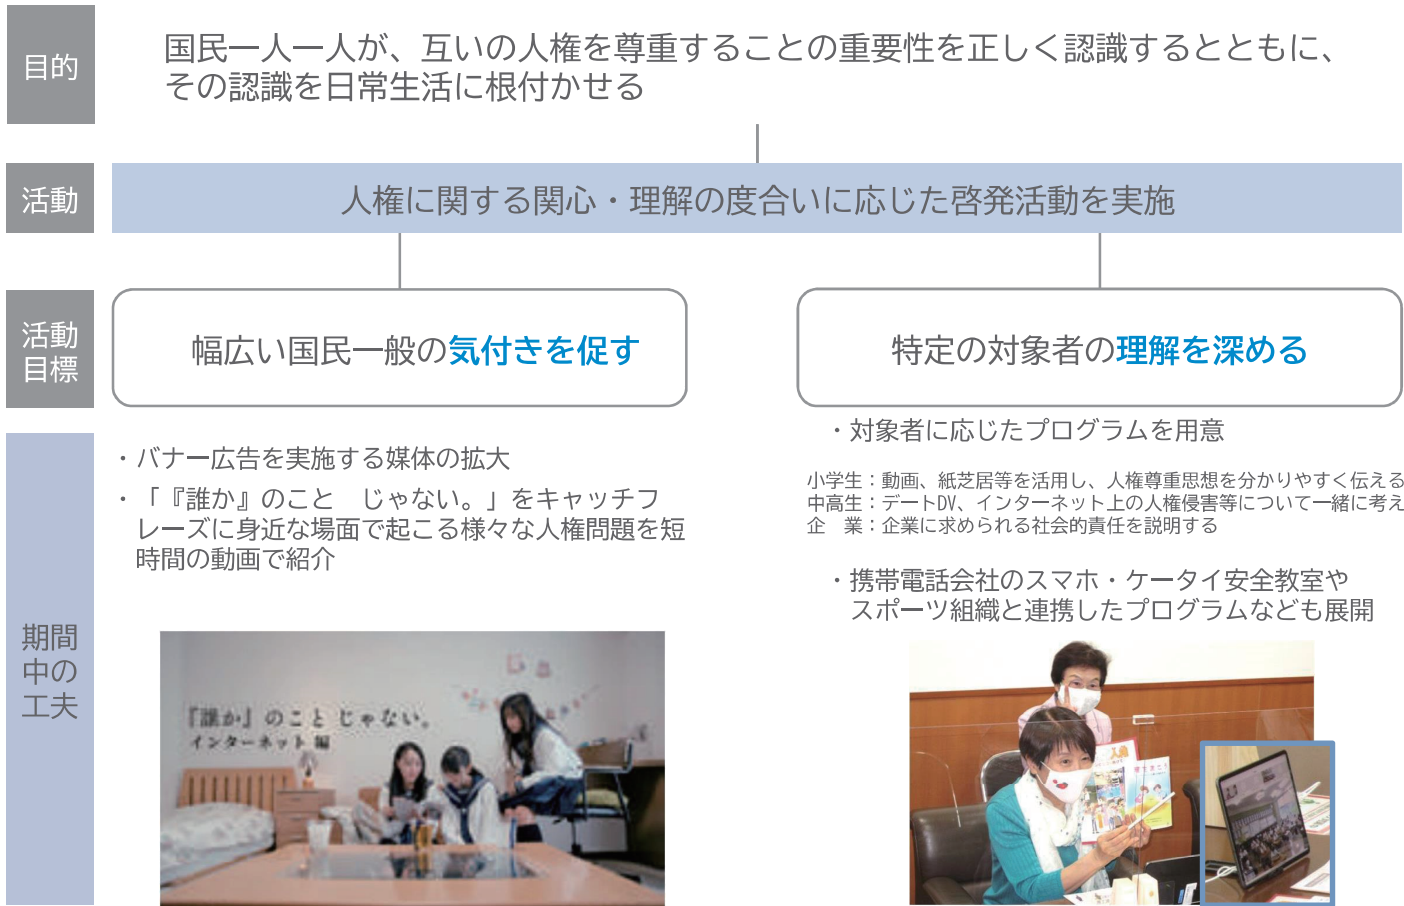 目的
国民一人一人が、互いの人権を尊重することの重要性を正しく認識するとともに、
その認識を日常生活に根付かせる
活動
人権に関する関心・理解の度合いに応じた啓発活動を実施
活動
目標
幅広い国民一般の気付きを促す
特定の対象者の理解を深める
期間
中の
工夫
・バナー広告を実施する媒体の拡大
・「『誰か』のこと　じゃない。」をキャッチフ
レーズに身近な場面で起こる様々な人権問題を短
時間の動画で紹介
『誰か』のこと じゃない。
インターネット 編
・対象者に応じたプログラムを用意
小学生：動画、紙芝居等を活用し、人権尊重思想を分かりやすく伝える
中高生：デートDV、インターネット上の人権侵害等について一緒に考え
企　業：企業に求められる社会的責任を説明する
・携帯電話会社のスマホ・ケータイ安全教室や
スポーツ組織と連携したプログラムなども展開
人権